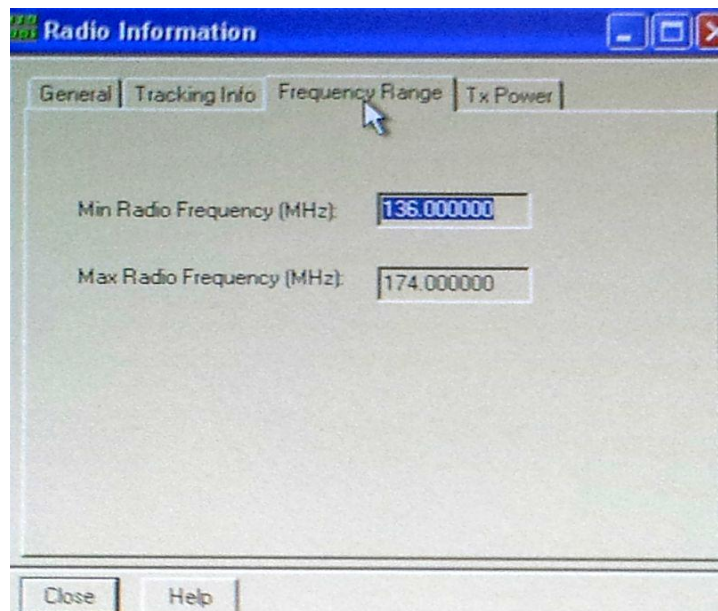 Radio Information
General Tracking Info Frequency Range Tx Power
Min Radio Frequency (MHz): 136.000000
Max Radio Frequency (MHz): 174.000000
Close Help